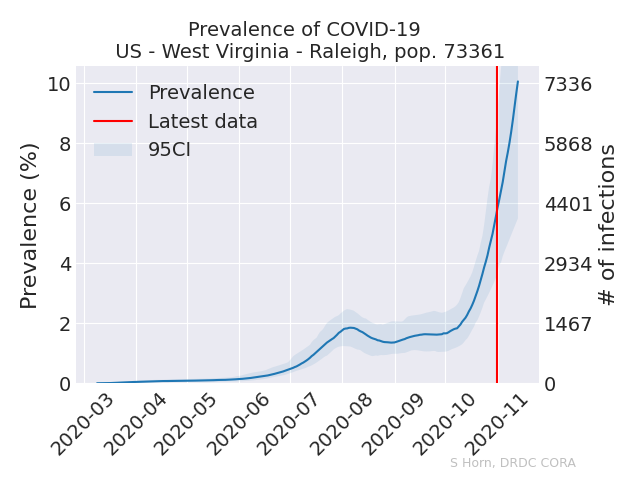 Prevalence of COVID-19
US - West Virginia - Raleigh, pop. 73361
Prevalence
Latest data
95CI
Prevalence (%)
10
8
6
4
2
0
7336
5868
4401
2934
1467
0
# of infections
2020-03
2020-04
2020-05
2020-06
2020-07
2020-08
2020-09
2020-10
2020-11
S Horn, DRDC CORA